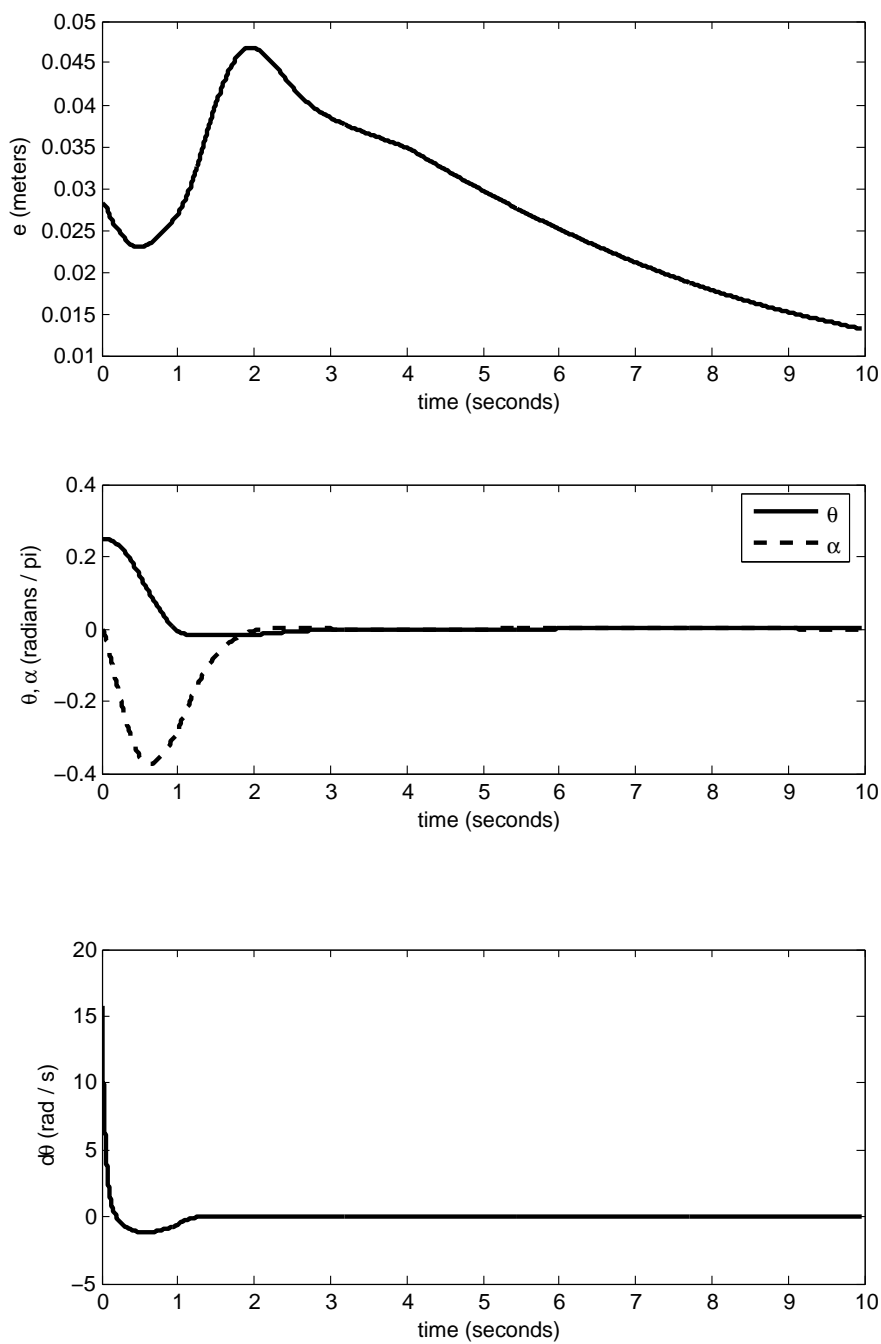 0.05
0.045
0.04
0.035
0.03
0.025
0.02
0.015
0.01
e (meters)
0 1 2 3 4 5 6 7 8 9 10
time (seconds)
0.4
0.2
0
−0.2
−0.4
θ, α (radians / pi)
θ
α
0 1 2 3 4 5 6 7 8 9 10
time (seconds)
20
15
10
5
0
−5
dθ (rad / s)
0 1 2 3 4 5 6 7 8 9 10
time (seconds)